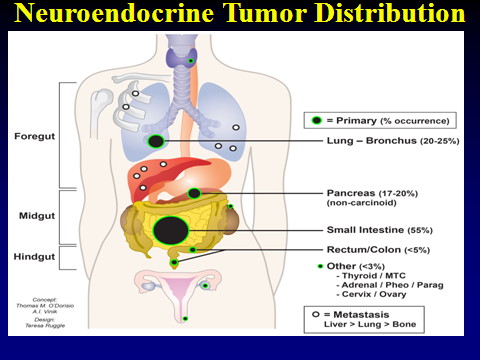 Neuroendocrine Tumor Distribution
Foregut
Midgut
Hindgut
= Primary (% occurrence)
Lung – Bronchus (20-25%)
Pancreas (17-20%)
(non-carcinoid)
Small Intestine (55%)
Rectum/Colon (<5%)
Other (<3%)
- Thyroid / MTC
- Adrenal / Pheo / Parag
- Cervix / Ovary
= Metastasis
Liver > Lung > Bone
Concept:
Thomas M. O'Dorisio
A.I. Vinik
Design:
Teresa Ruggle